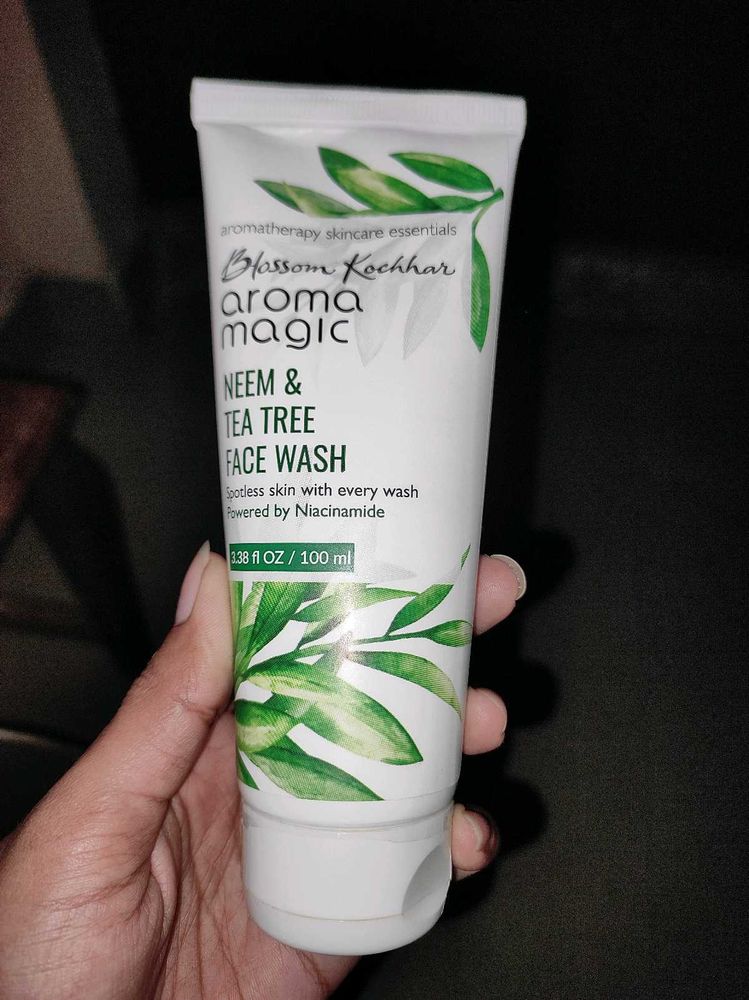 aromatherapy skincare essentials
Blossom Kochhar
aroma
magic
NEEM &
TEA TREE
FACE WASH
Spotless skin with every wash
Powered by Niacinamide
3.38 fl OZ / 100 ml